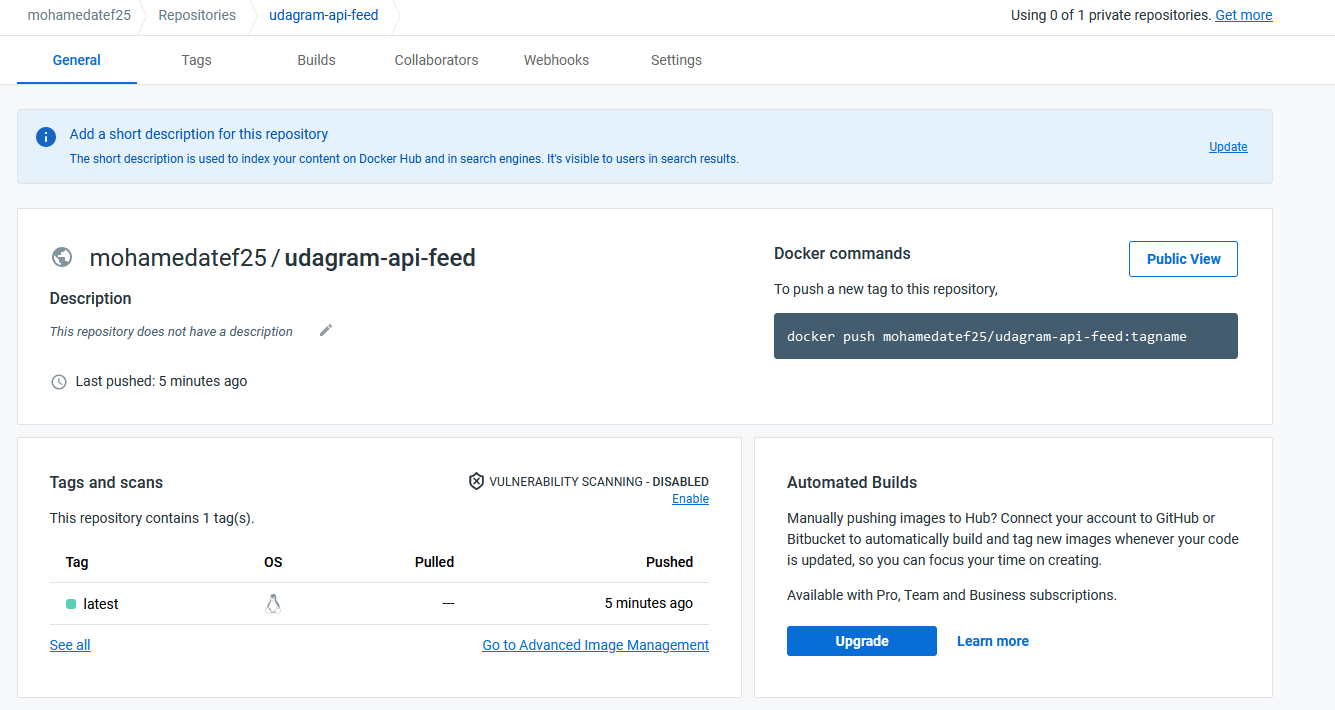 mohamedatef25 Repositories udagram-api-feed Using 0 of 1 private repositories. Get more
General Tags Builds Collaborators Webhooks Settings
Add a short description for this repository
The short description is used to index your content on Docker Hub and in search engines. It's visible to users in search results.
Update
mohamedatef25 / udagram-api-feed
Description
This repository does not have a description
Last pushed: 5 minutes ago
Docker commands
Public View
To push a new tag to this repository,
docker push mohamedatef25/udagram-api-feed:tagname
Tags and scans
VULNERABILITY SCANNING - DISABLED
Enable
This repository contains 1 tag(s).
Tag OS Pulled Pushed
latest --- 5 minutes ago
See all Go to Advanced Image Management
Automated Builds
Manually pushing images to Hub? Connect your account to GitHub or
Bitbucket to automatically build and tag new images whenever your code
is updated, so you can focus your time on creating.
Available with Pro, Team and Business subscriptions.
Upgrade Learn more